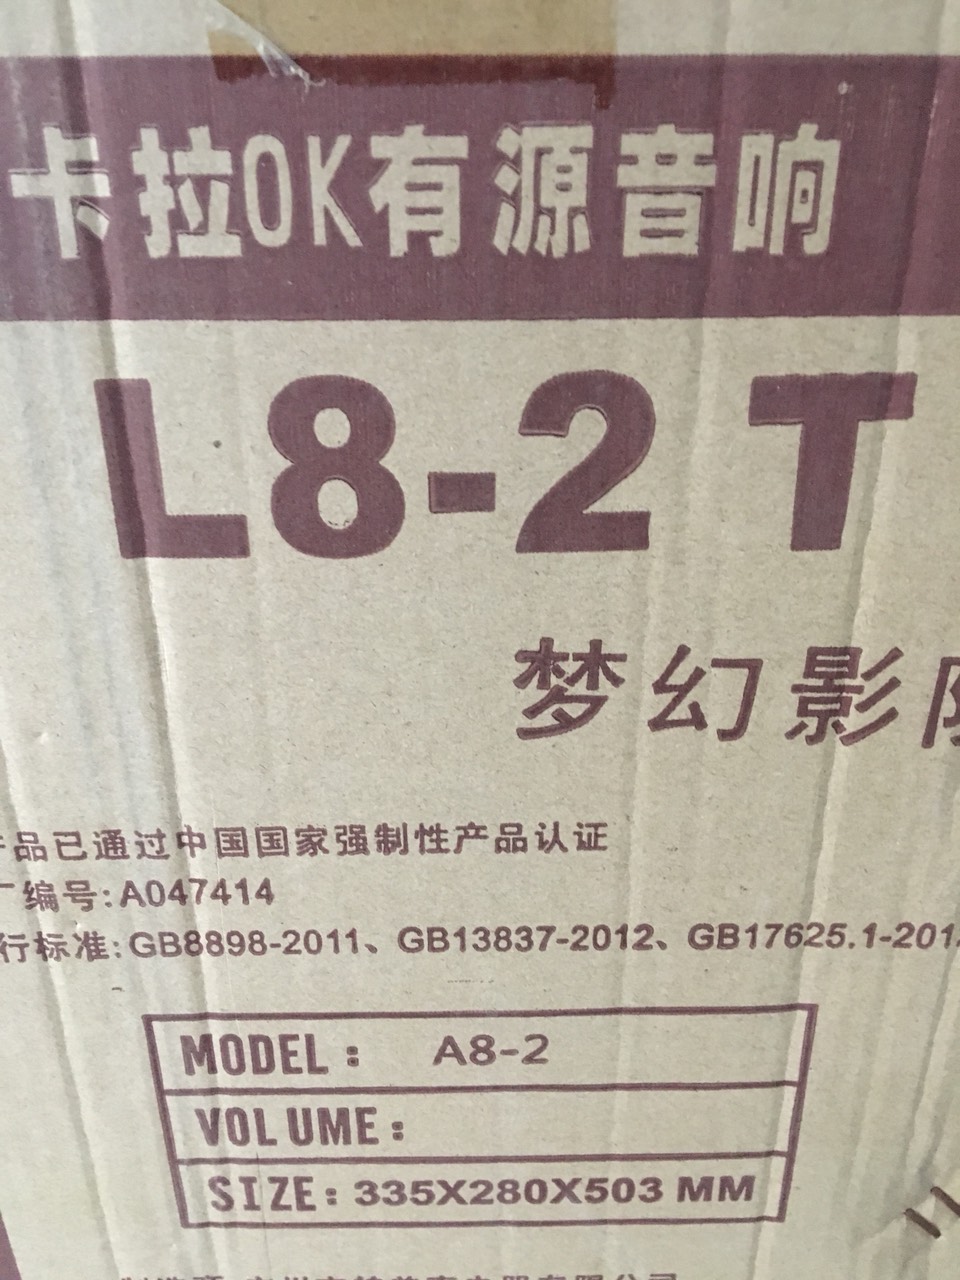 卡拉OK有源音响
L8-2T
梦幻影
品已通过中国国家强制性产品认证
编号:A047414
行标准:GB8898-2011、GB13837-2012、GB17625.1-201
MODEL: A8-2
VOLUME:
SIZE:335X280X503 MM